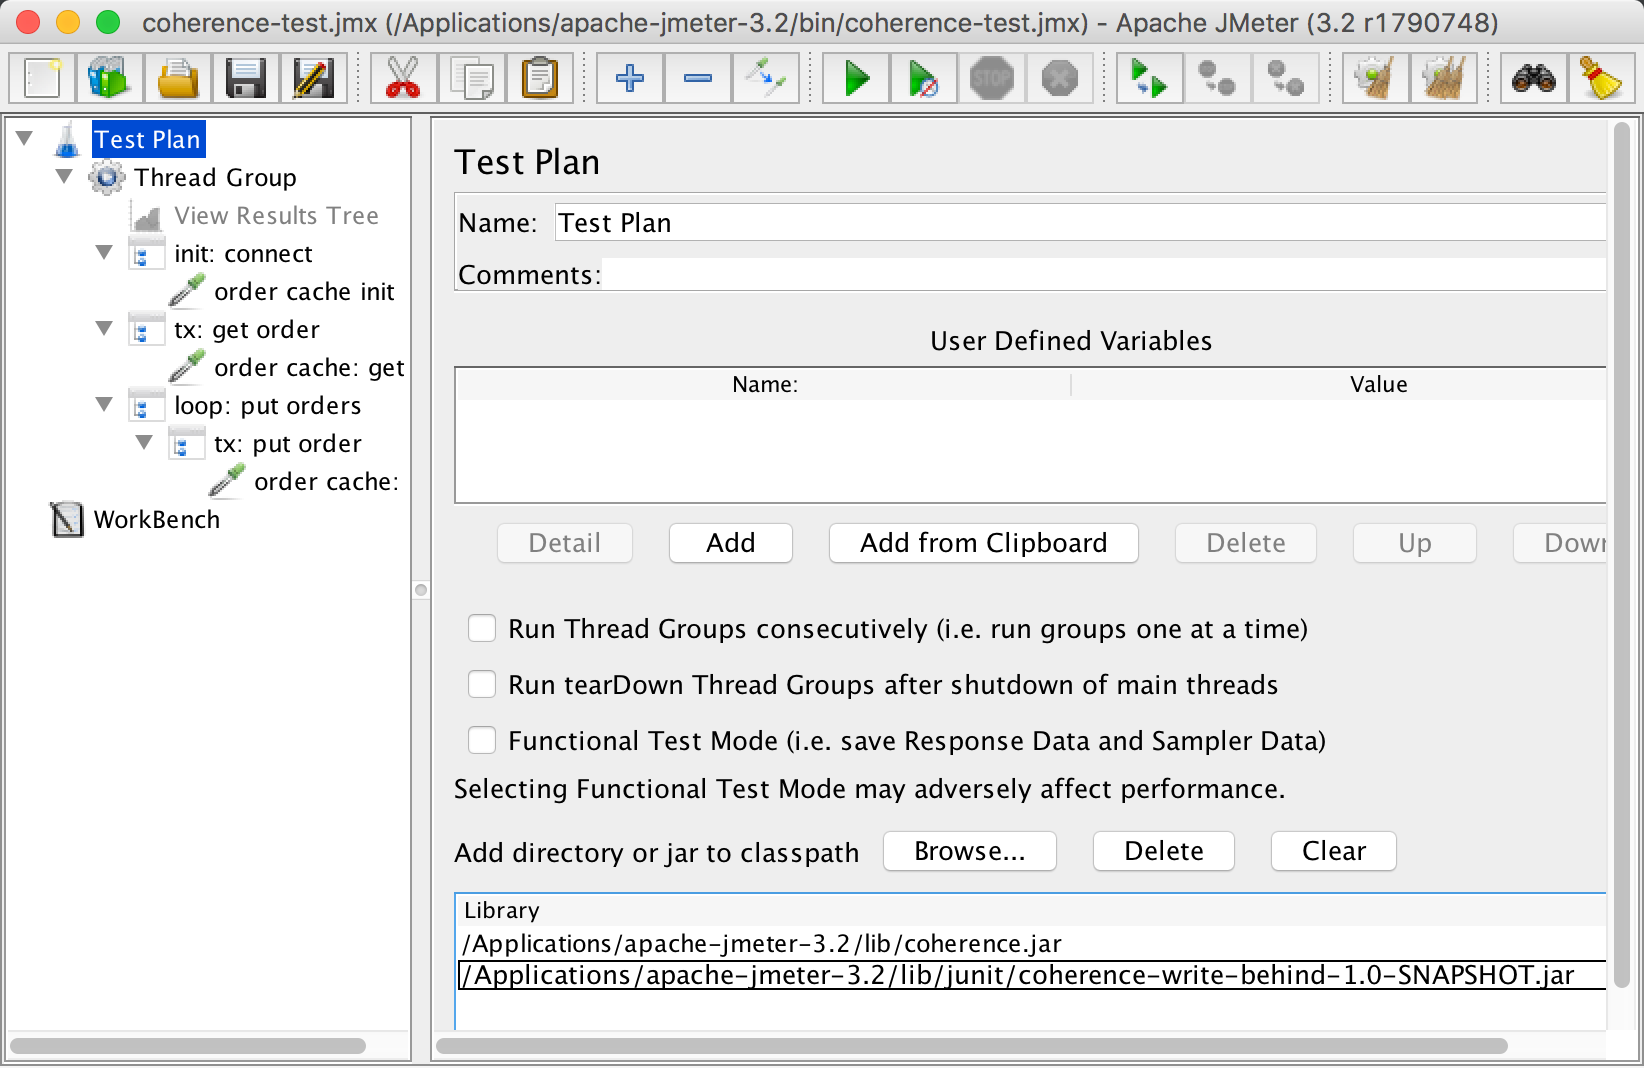 coherence-test.jmx (/Applications/apache-jmeter-3.2/bin/coherence-test.jmx) - Apache JMeter (3.2 r1790748)
STOP
Test Plan
Thread Group
View Results Tree
init: connect
order cache init
tx: get order
order cache: get
loop: put orders
tx: put order
order cache:
WorkBench
Test Plan
Name: Test Plan
Comments:
User Defined Variables
Name: Value
Detail Add Add from Clipboard Delete Up Down
Run Thread Groups consecutively (i.e. run groups one at a time)
Run tearDown Thread Groups after shutdown of main threads
Functional Test Mode (i.e. save Response Data and Sampler Data)
Selecting Functional Test Mode may adversely affect performance.
Add directory or jar to classpath Browse... Delete Clear
Library
/Applications/apache-jmeter-3.2/lib/coherence.jar
/Applications/apache-jmeter-3.2/lib/junit/coherence-write-behind-1.0-SNAPSHOT.jar